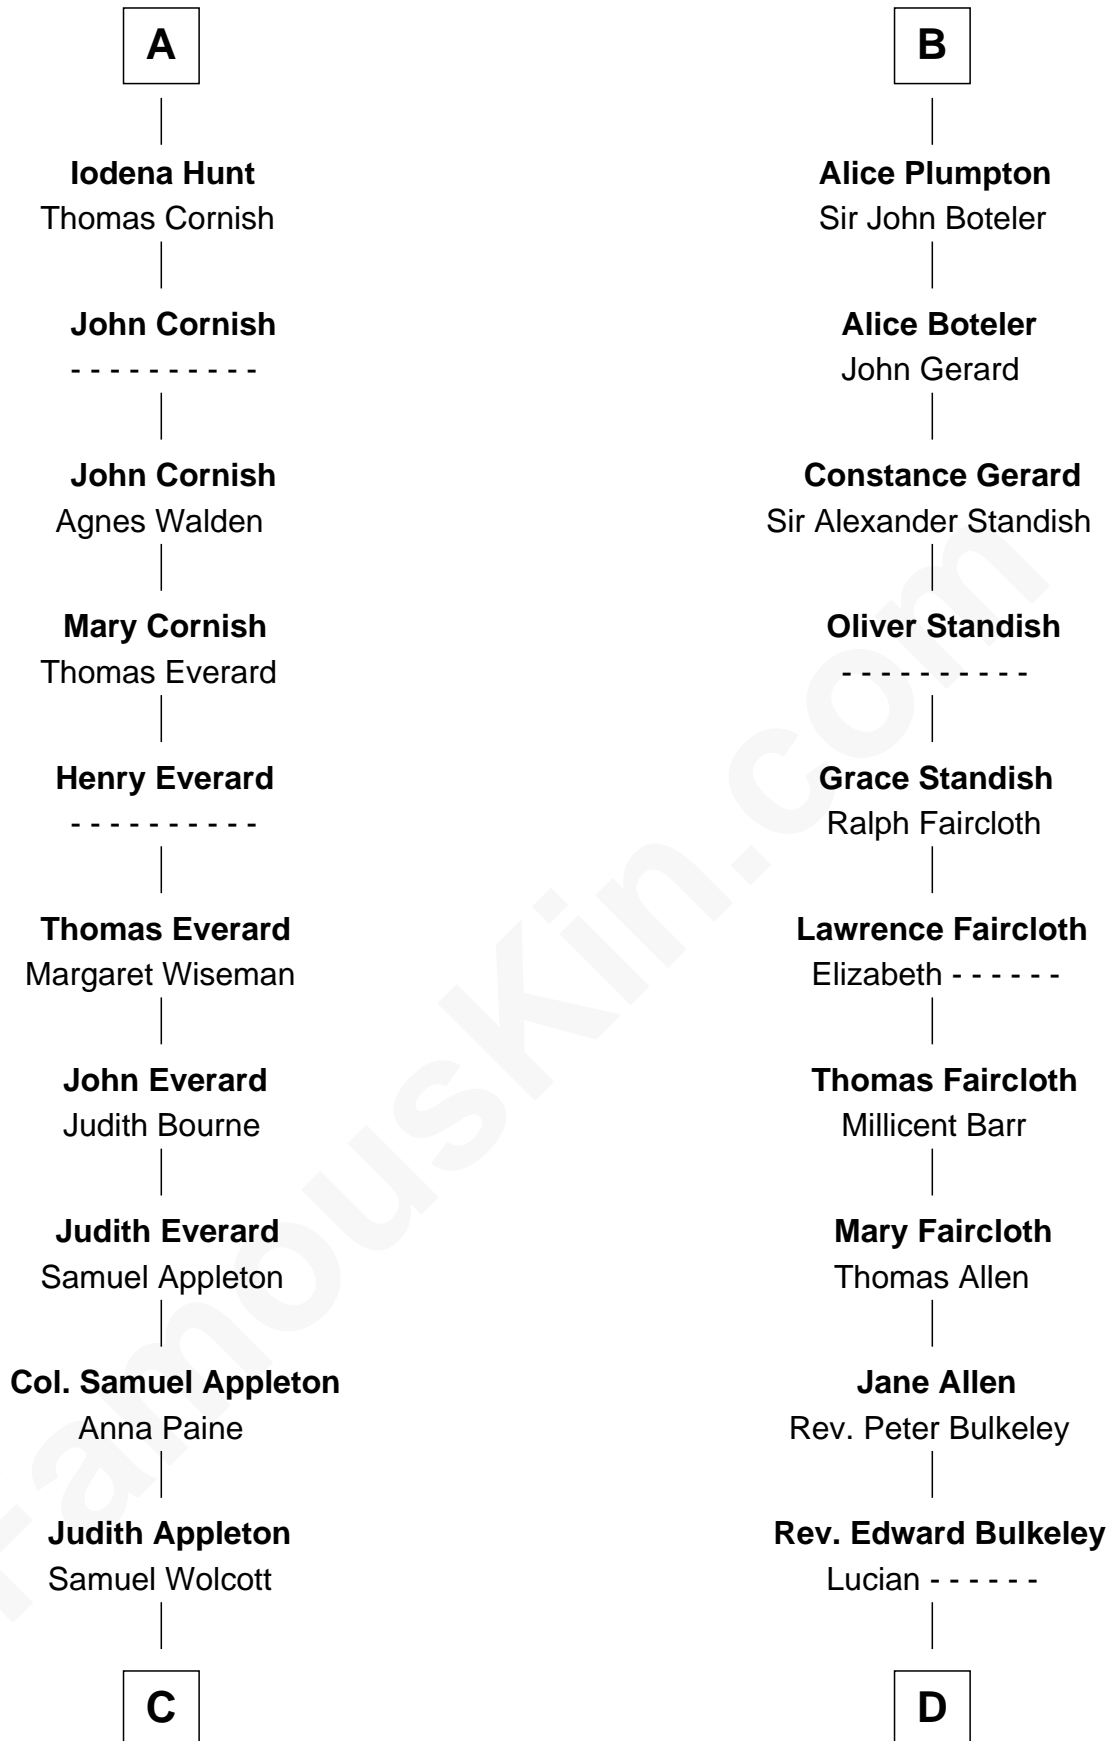 A
Iodena Hunt
Thomas Cornish
John Cornish
- - - - - - - - - -
John Cornish
Agnes Walden
Mary Cornish
Thomas Everard
Henry Everard
- - - - - - - - - -
Thomas Everard
Margaret Wiseman
John Everard
Judith Bourne
Judith Everard
Samuel Appleton
Col. Samuel Appleton
Anna Paine
Judith Appleton
Samuel Wolcott
C
B
Alice Plumpton
Sir John Boteler
Alice Boteler
John Gerard
Constance Gerard
Sir Alexander Standish
Oliver Standish
- - - - - - - - - -
Grace Standish
Ralph Faircloth
Lawrence Faircloth
Elizabeth - - - - - -
Thomas Faircloth
Millicent Barr
Mary Faircloth
Thomas Allen
Jane Allen
Rev. Peter Bulkeley
Rev. Edward Bulkeley
Lucian - - - - - -
D
FamousKin.com